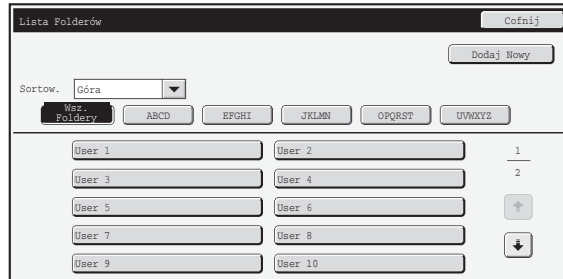 Lista Folderów
Cofnij
Dodaj Nowy
Sortow. Góra
Wsz. Foldery ABCD EFGHI JKLMN OPQRST UVWXYZ
User 1 User 2 1
User 3 User 4 2
User 5 User 6
User 7 User 8
User 9 User 10